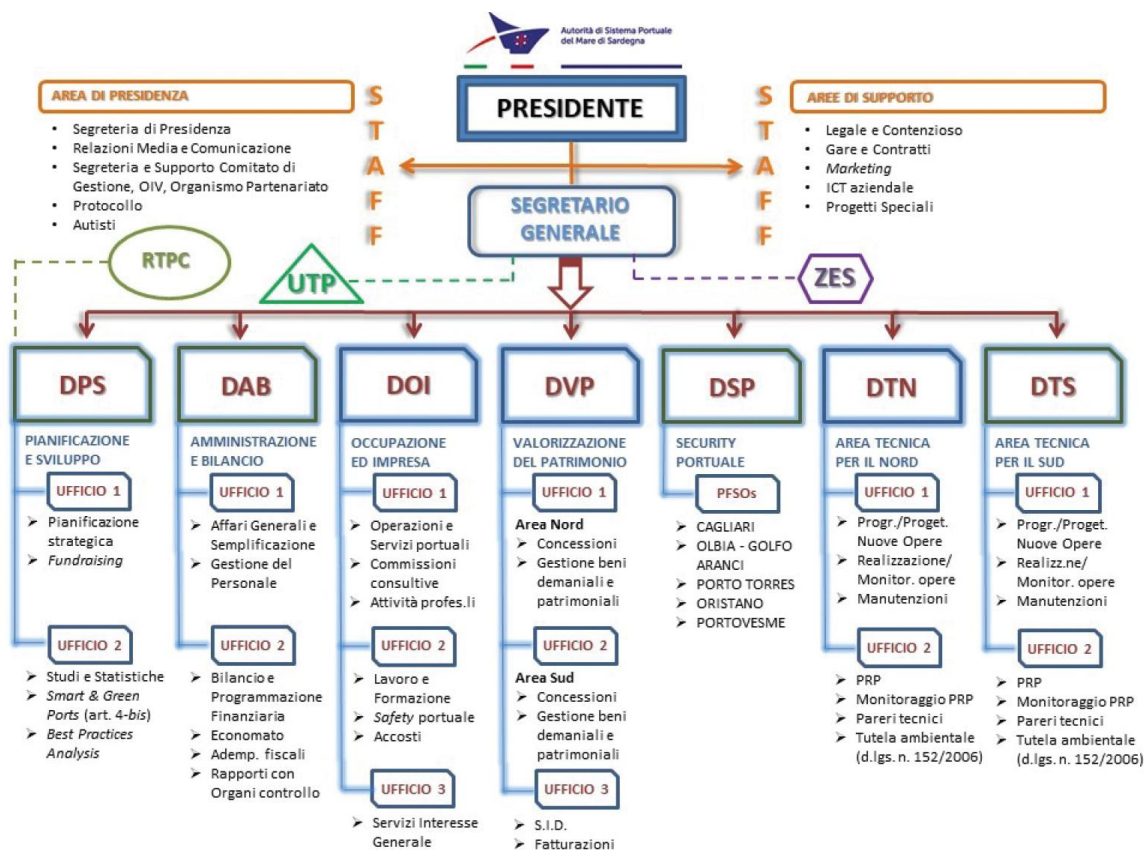 Autorità di Sistema Portuale
del Mare di Sardegna
PRESIDENTE
AREA DI PRESIDENZA
• Segreteria di Presidenza
• Relazioni Media e Comunicazione
• Segreteria e Supporto Comitato di
Gestione, OIV, Organismo Partenariato
• Protocollo
• Autisti
STAFF
STAFF
AREE DI SUPPORTO
• Legale e Contenzioso
• Gare e Contratti
• Marketing
• ICT aziendale
• Progetti Speciali
SEGRETARIO
GENERALE
RTPC
UTP
ZES
DPS
PIANIFICAZIONE
E SVILUPPO
UFFICIO 1
➢ Pianificazione
strategica
➢ Fundraising
UFFICIO 2
➢ Studi e Statistiche
➢ Smart & Green
Ports (art. 4-bis)
➢ Best Practices
Analysis
DAB
AMMINISTRAZIONE
E BILANCIO
UFFICIO 1
➢ Affari Generali e
Semplificazione
➢ Gestione del
Personale
UFFICIO 2
➢ Bilancio e
Programmazione
Finanziaria
➢ Economato
➢ Ademp. fiscali
➢ Rapporti con
Organi controllo
DOI
OCCUPAZIONE
ED IMPRESA
UFFICIO 1
➢ Operazioni e
Servizi portuali
➢ Commissioni
consultive
➢ Attività profes.li
UFFICIO 2
➢ Lavoro e
Formazione
➢ Safety portuale
➢ Accosti
UFFICIO 3
➢ Servizi Interesse
Generale
DVP
VALORIZZAZIONE
DEL PATRIMONIO
UFFICIO 1
Area Nord
➢ Concessioni
➢ Gestione beni
demaniali e
patrimoniali
UFFICIO 2
Area Sud
➢ Concessioni
➢ Gestione beni
demaniali e
patrimoniali
UFFICIO 3
➢ S.I.D.
➢ Fatturazioni
DSP
SECURITY
PORTUALE
PFSOs
➢ CAGLIARI
➢ OLBIA - GOLFO
ARANCI
➢ PORTO TORRES
➢ ORISTANO
➢ PORTOVESME
DTN
AREA TECNICA
PER IL NORD
UFFICIO 1
➢ Progr./Proget.
Nuove Opere
➢ Realizzazione/
Monitor. opere
➢ Manutenzioni
UFFICIO 2
➢ PRP
➢ Monitoraggio PRP
➢ Pareri tecnici
➢ Tutela ambientale
(d.lgs. n. 152/2006)
DTS
AREA TECNICA
PER IL SUD
UFFICIO 1
➢ Progr./Proget.
Nuove Opere
➢ Realizz.ne/
Monitor. opere
➢ Manutenzioni
UFFICIO 2
➢ PRP
➢ Monitoraggio PRP
➢ Pareri tecnici
➢ Tutela ambientale
(d.lgs. n. 152/2006)